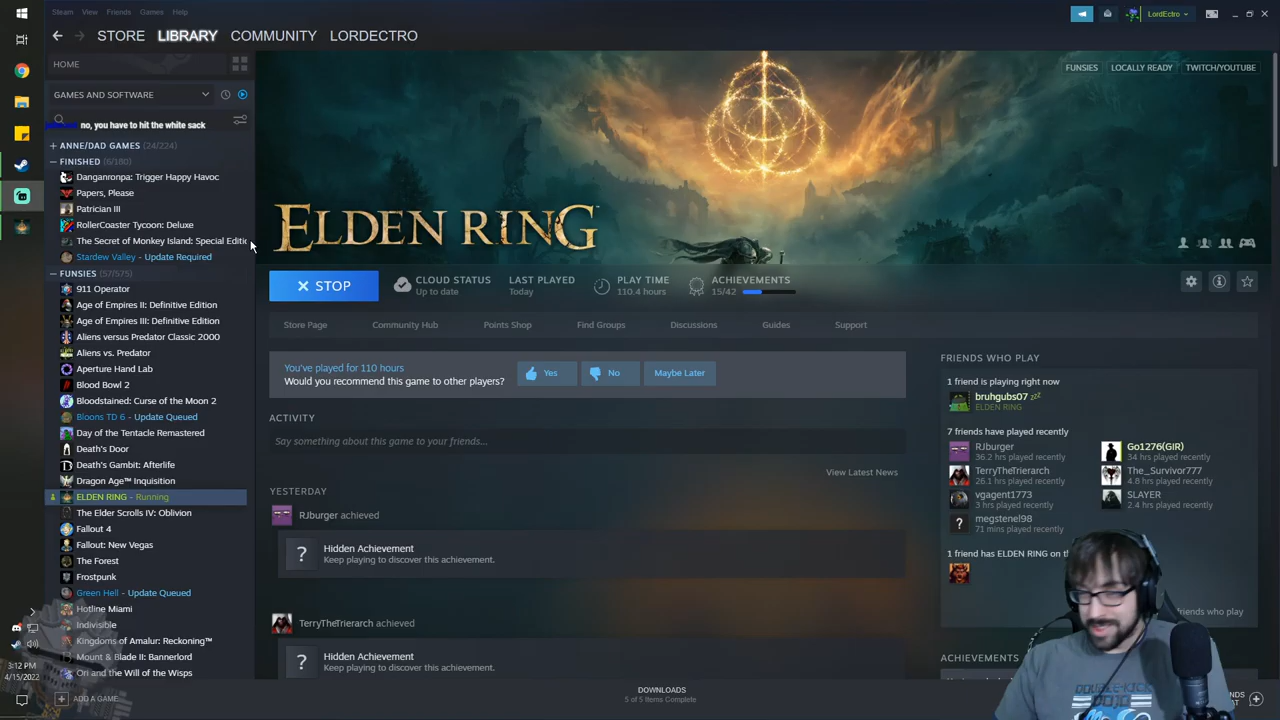 Steam View Friends Games Help
LordEctro
STORE LIBRARY COMMUNITY LORDECTRO
HOME
GAMES AND SOFTWARE
no, you have to hit the white sack
ANNE/DAD GAMES (24/224)
FINISHED (6/180)
Danganronpa: Trigger Happy Havoc
Papers, Please
Patrician III
RollerCoaster Tycoon: Deluxe
The Secret of Monkey Island: Special Editio
Stardew Valley - Update Required
FUNSIES (57/575)
911 Operator
Age of Empires II: Definitive Edition
Age of Empires III: Definitive Edition
Aliens versus Predator Classic 2000
Aliens vs. Predator
Aperture Hand Lab
Blood Bowl 2
Bloodstained: Curse of the Moon 2
Bloons TD 6 - Update Queued
Day of the Tentacle Remastered
Death's Door
Death's Gambit: Afterlife
Dragon Age™ Inquisition
ELDEN RING - Running
The Elder Scrolls IV: Oblivion
Fallout 4
Fallout: New Vegas
The Forest
Frostpunk
Green Hell - Update Queued
Hotline Miami
Indivisible
Kingdoms of Amalur: Reckoning™
Mount & Blade II: Bannerlord
Ori and the Will of the Wisps
3:12 PM
4/15/2022
ADD A GAME
FUNSIES LOCALLY READY TWITCH/YOUTUBE
ELDEN RING
STOP
CLOUD STATUS
Up to date
LAST PLAYED
Today
PLAY TIME
110.4 hours
ACHIEVEMENTS
15/42
Store Page Community Hub Points Shop Find Groups Discussions Guides Support
You've played for 110 hours
Would you recommend this game to other players?
Yes No Maybe Later
ACTIVITY
Say something about this game to your friends...
View Latest News
YESTERDAY
RJburger achieved
Hidden Achievement
Keep playing to discover this achievement.
TerryTheTrierarch achieved
Hidden Achievement
Keep playing to discover this achievement.
FRIENDS WHO PLAY
1 friend is playing right now
bruhgubs07 zzz
ELDEN RING
7 friends have played recently
RJburger
36.2 hrs played recently
Go1276(GIR)
34 hrs played recently
TerryTheTrierarch
26.1 hrs played recently
The_Survivor777
4.8 hrs played recently
vgagent1773
3 hrs played recently
SLAYER
2.4 hrs played recently
megstenel98
71 mins played recently
1 friend has ELDEN RING on th
friends who play
ACHIEVEMENTS
DOWNLOADS
5 of 5 Items Complete